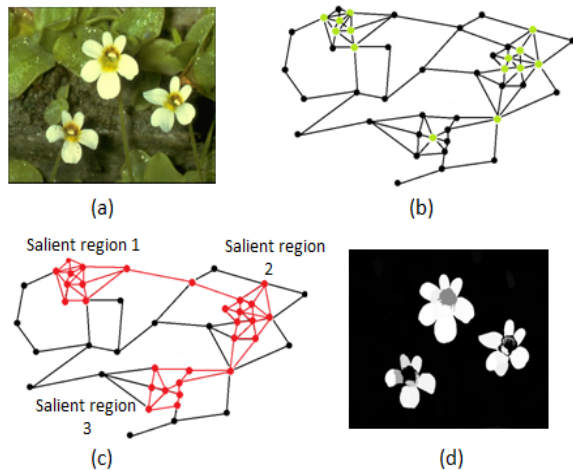 (a)
(b)
Salient region 1
Salient region
2
Salient region
3
(c)
(d)